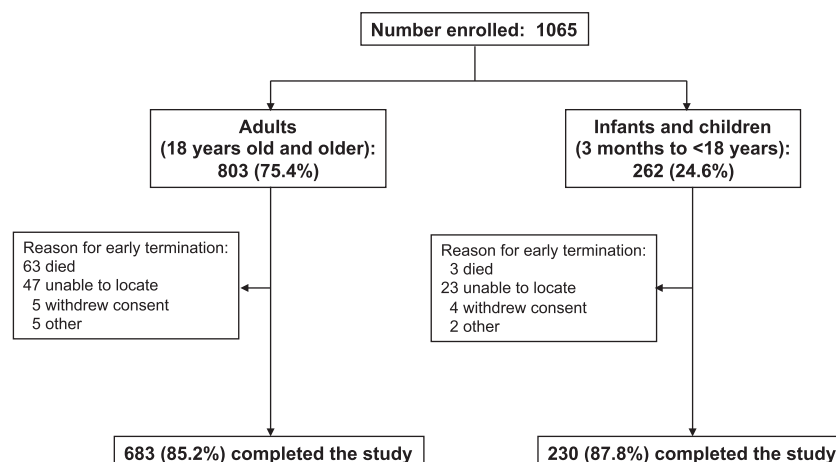 Number enrolled: 1065
Adults
(18 years old and older):
803 (75.4%)
Infants and children
(3 months to <18 years):
262 (24.6%)
Reason for early termination:
63 died
47 unable to locate
5 withdrew consent
5 other
Reason for early termination:
3 died
23 unable to locate
4 withdrew consent
2 other
683 (85.2%) completed the study
230 (87.8%) completed the study